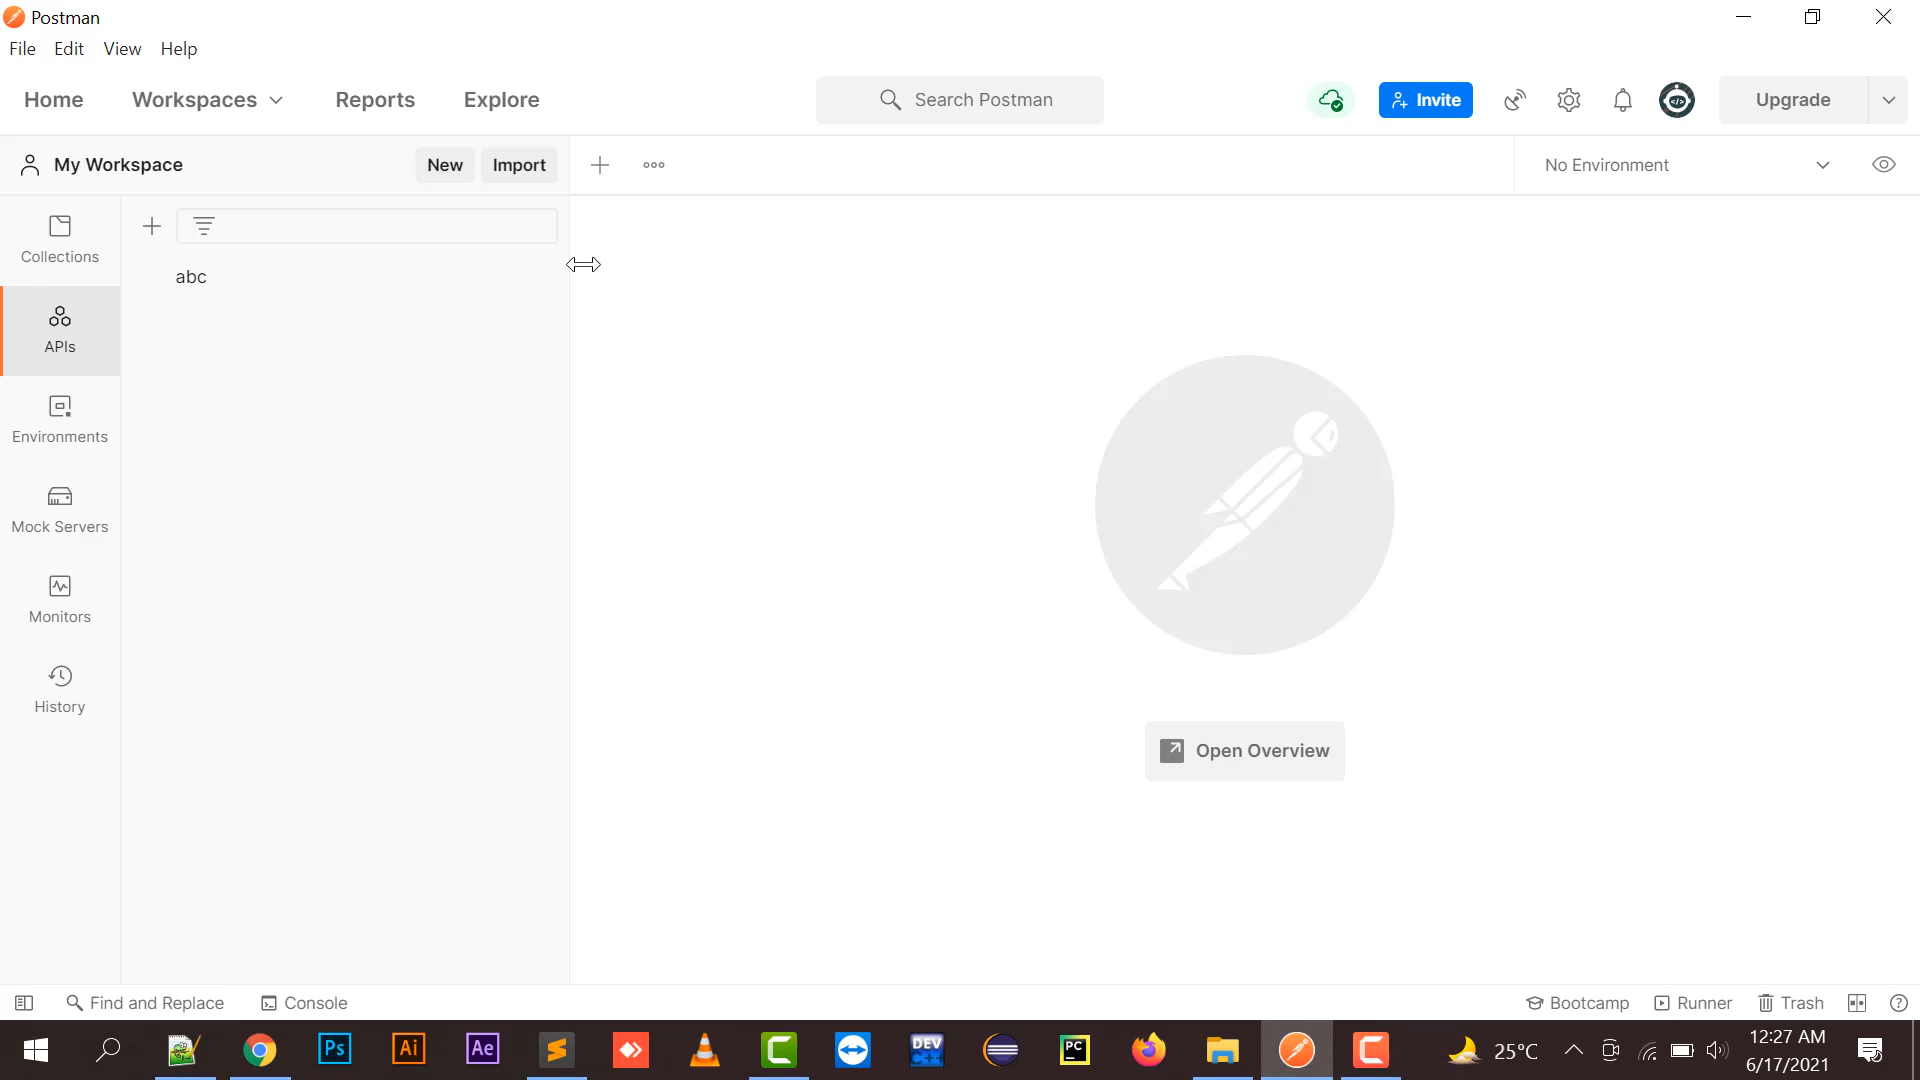 Postman
File Edit View Help
Home Workspaces Reports Explore
Search Postman
Invite
Upgrade
My Workspace
New Import
No Environment
Collections
abc
APIs
Environments
Mock Servers
Monitors
History
Open Overview
Find and Replace Console
Bootcamp Runner Trash
Ps Ai Ae
DEV
C++
PC
25°C
12:27 AM
6/17/2021